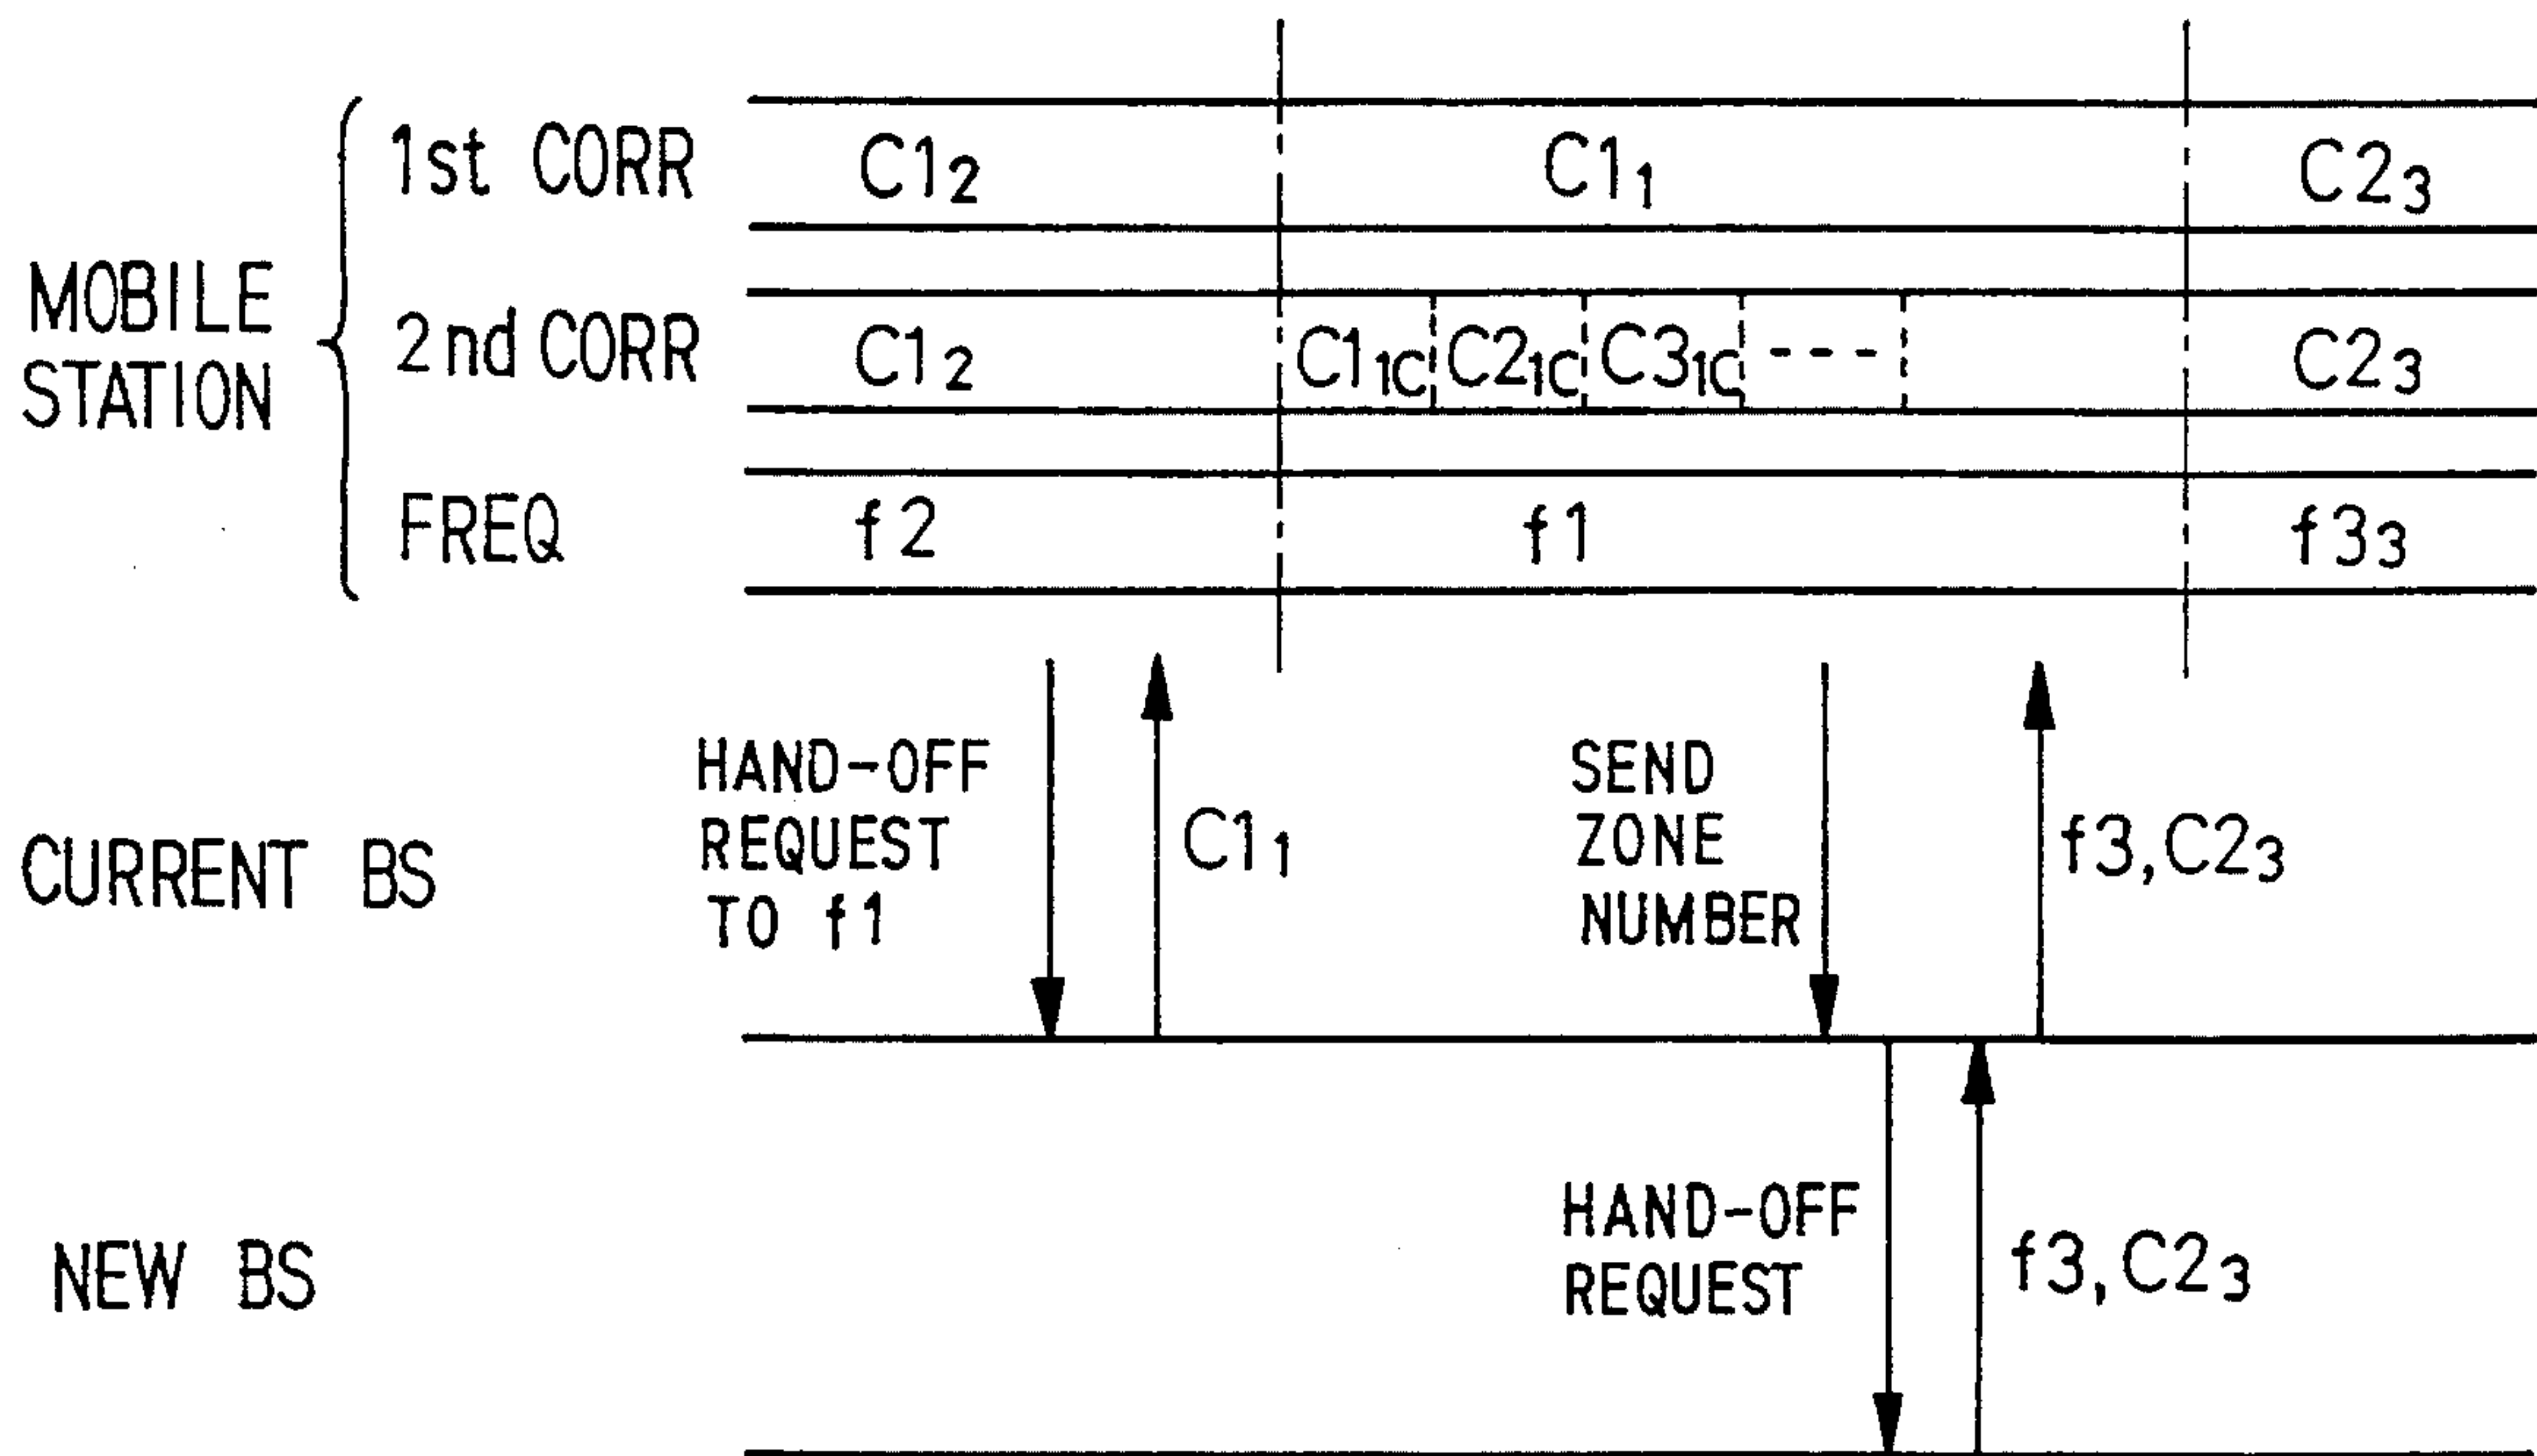 MOBILE
STATION
1st CORR
C1₂
C1₁
C2₃
2nd CORR
C1₂
C1₁C
C2₁C
C3₁C
----
C2₃
FREQ
f2
f1
f3₃
CURRENT BS
HAND-OFF
REQUEST
TO f1
C1₁
SEND
ZONE
NUMBER
f3,C2₃
NEW BS
HAND-OFF
REQUEST
f3,C2₃